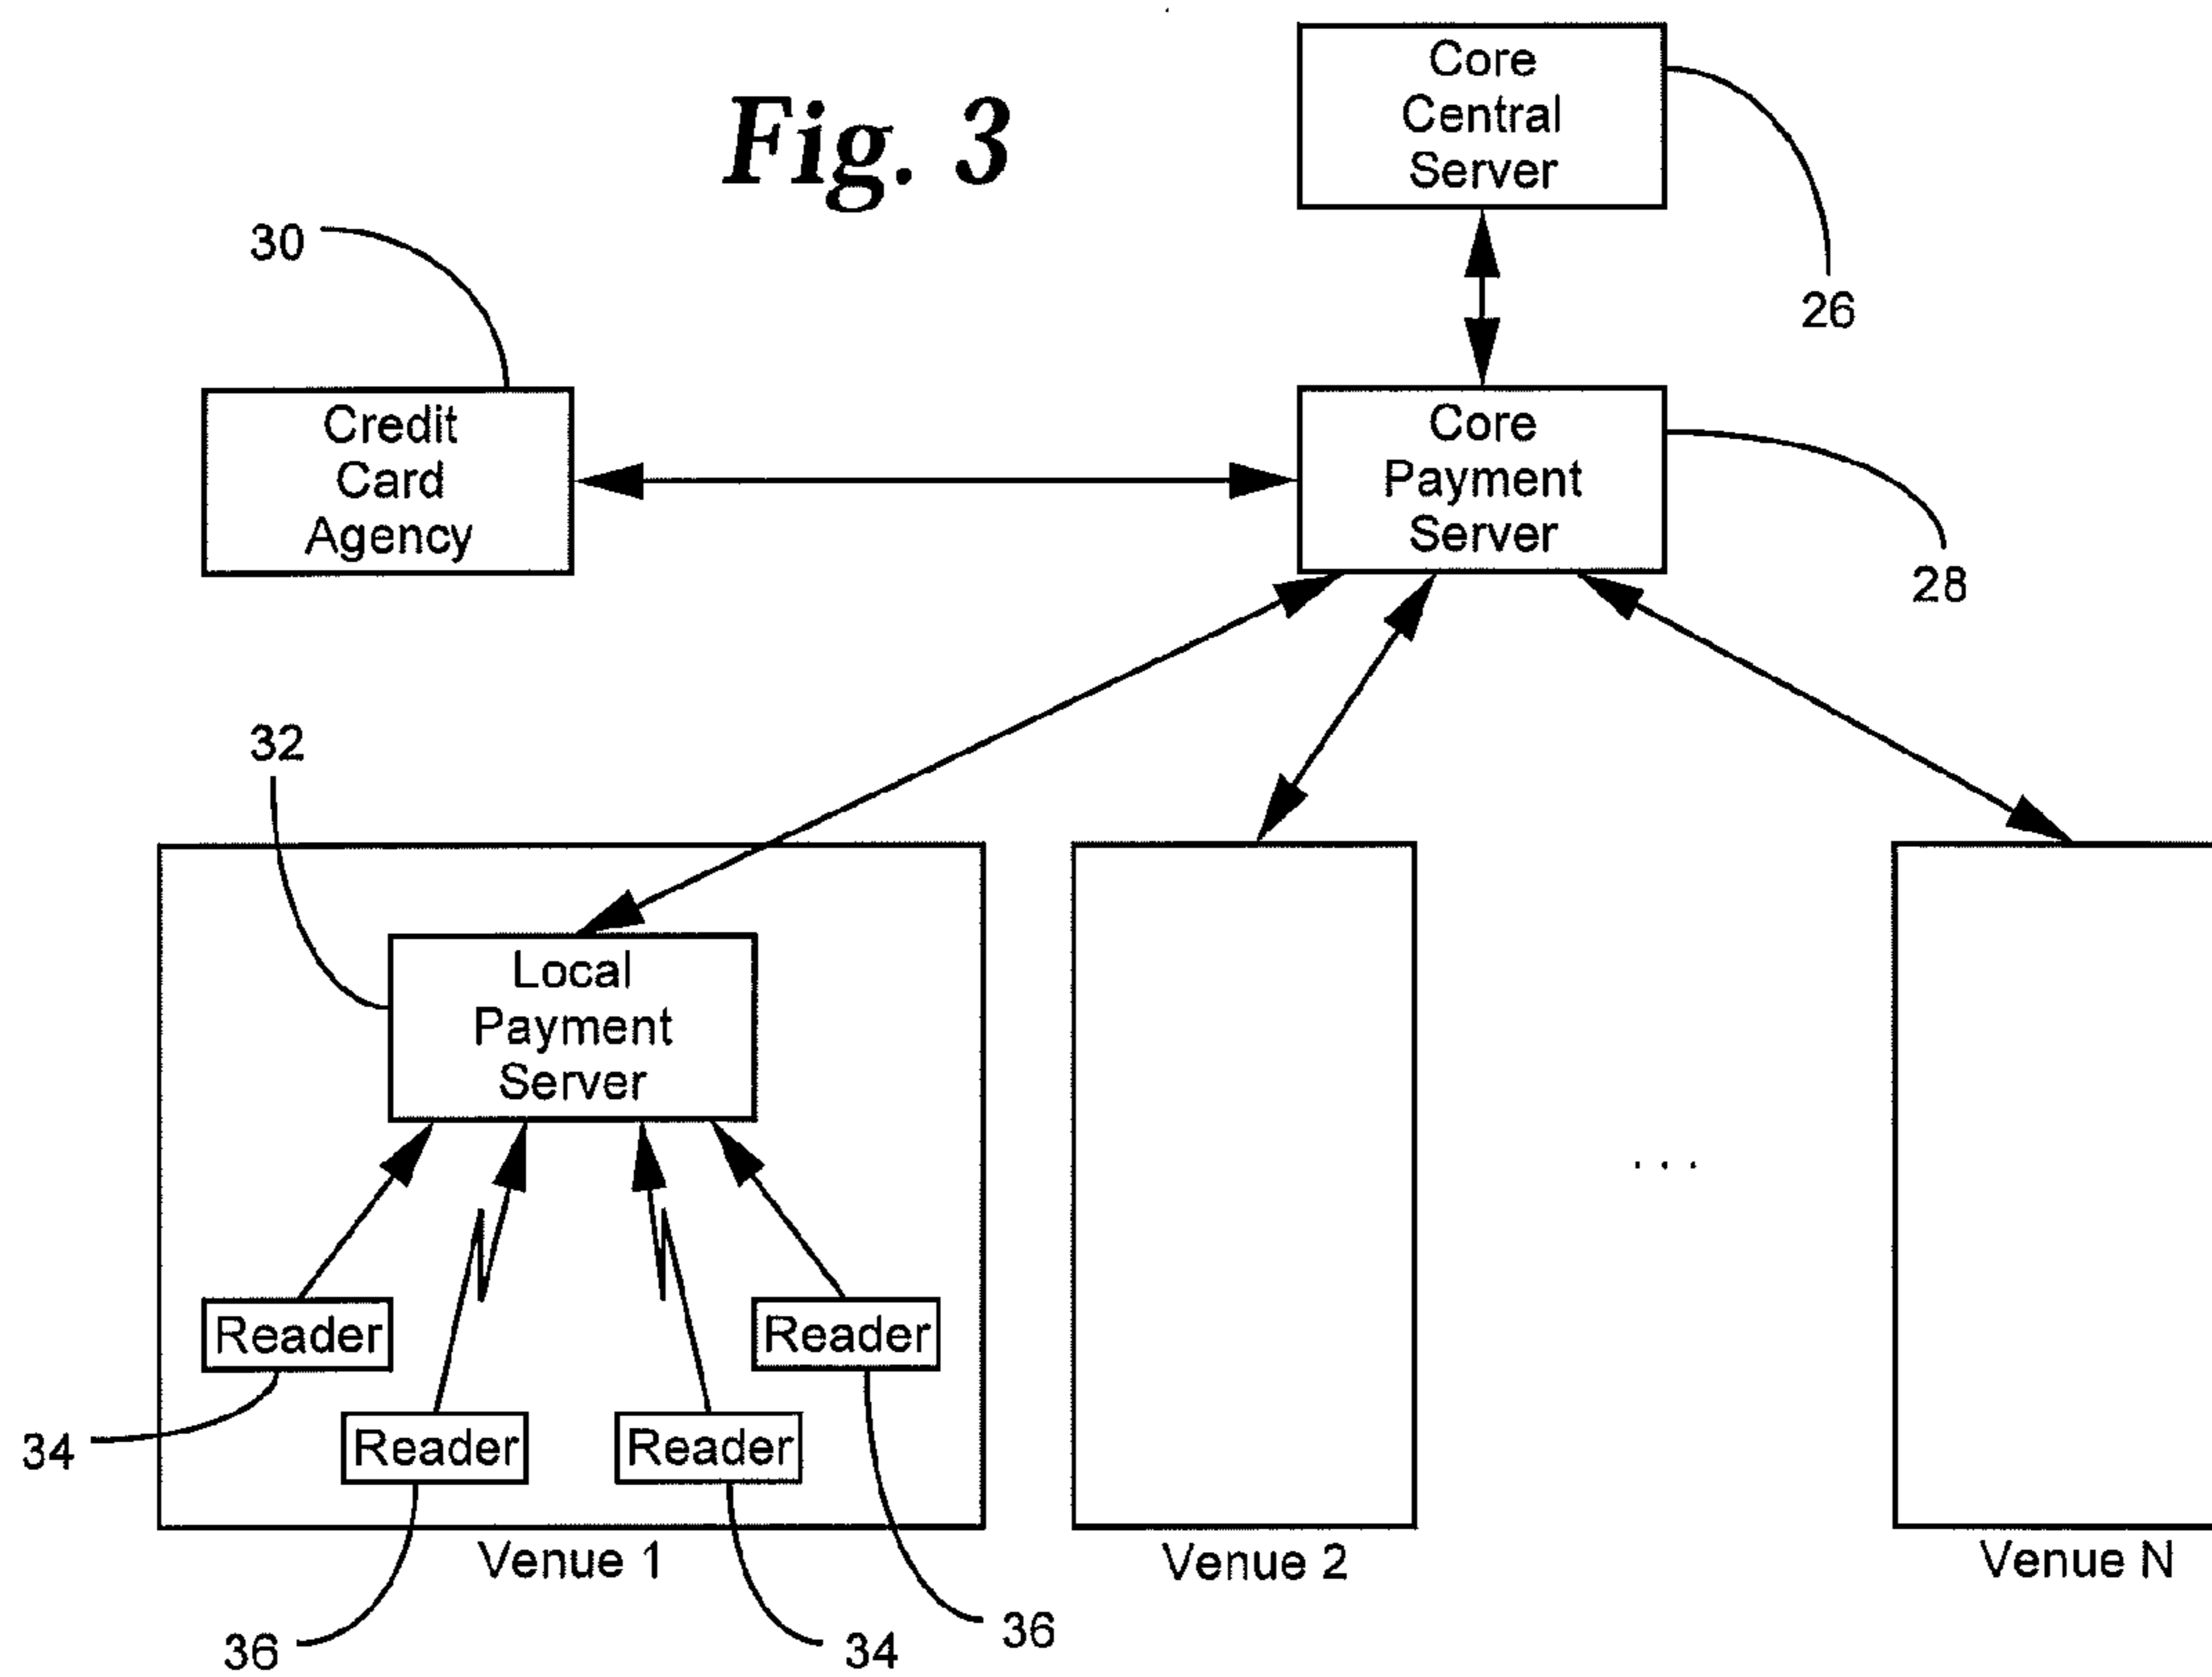 Fig. 3
Core
Central
Server
26
30
Credit
Card
Agency
Core
Payment
Server
28
32
Local
Payment
Server
. . .
Reader
Reader
34
Reader
Reader
Venue 1
Venue 2
Venue N
36
34
36